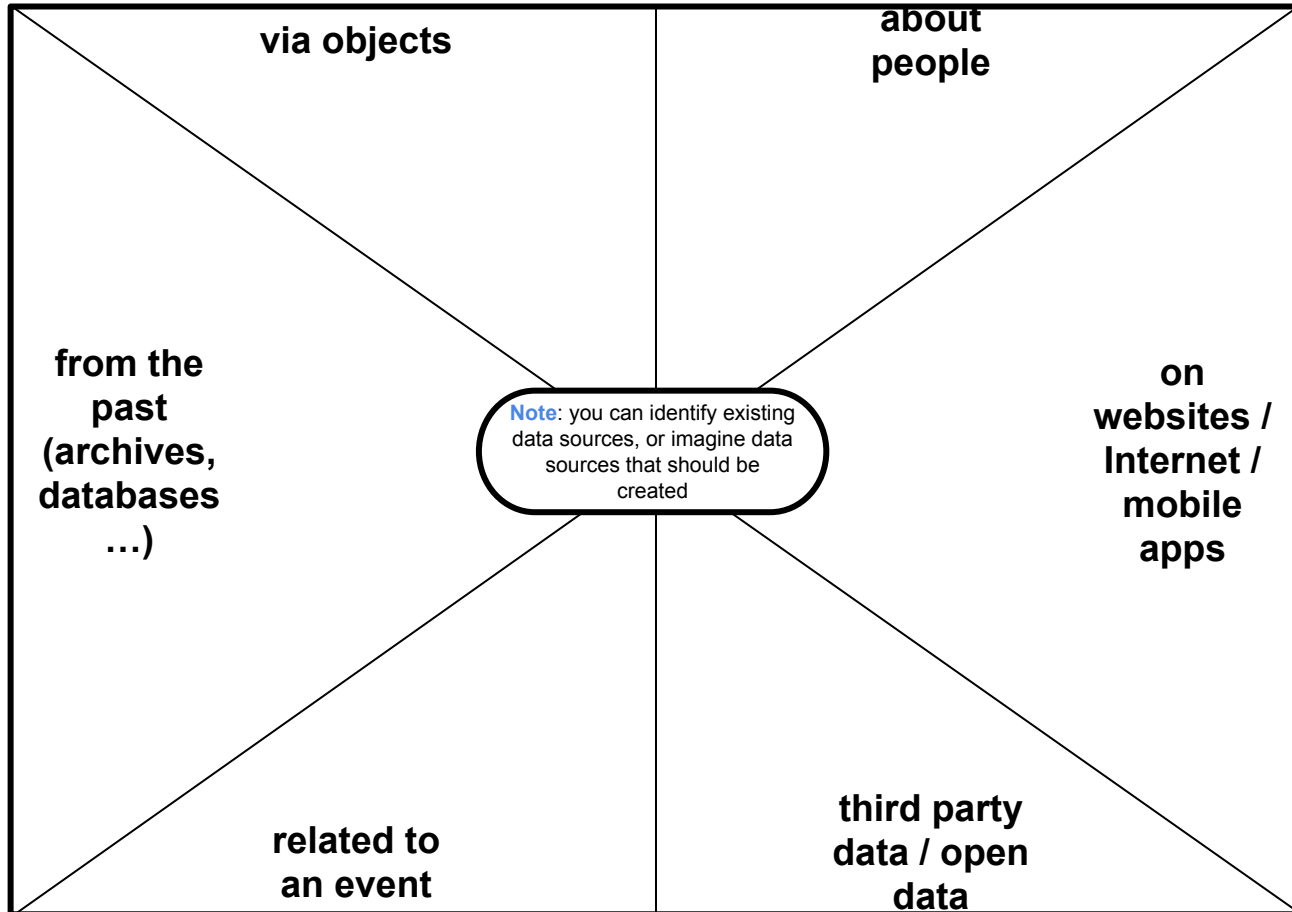 via objects
about
people
from the
past
(archives,
databases
…)
Note: you can identify existing
data sources, or imagine data
sources that should be
created
on
websites /
Internet /
mobile
apps
related to
an event
third party
data / open
data